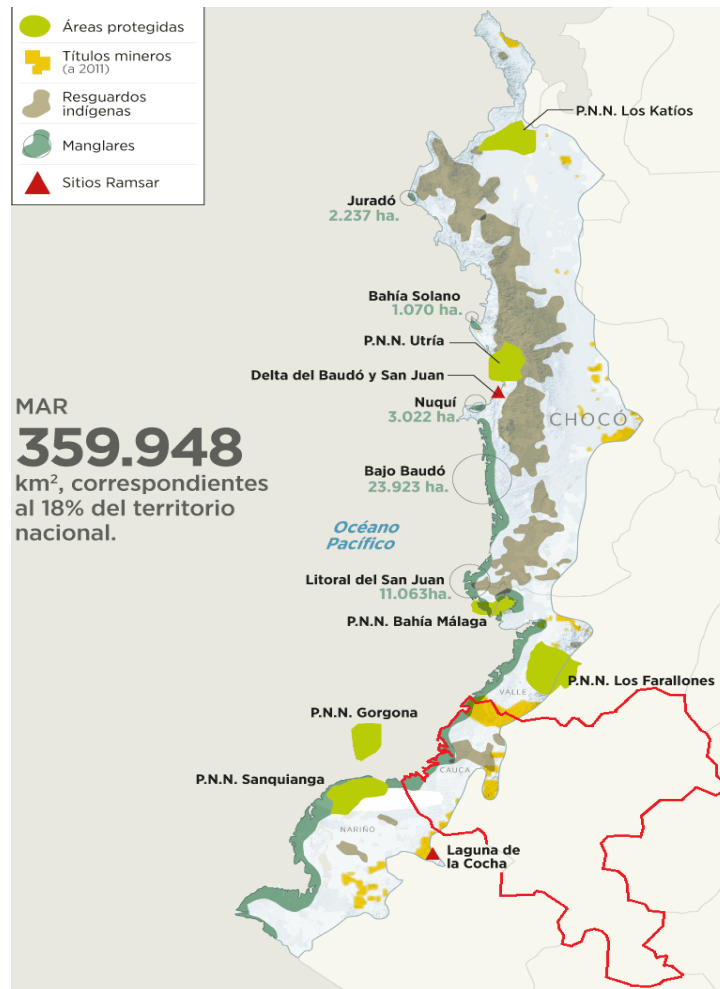 Áreas protegidas
Títulos mineros
(a 2011)
Resguardos
indígenas
Manglares
Sitios Ramsar
P.N.N. Los Katíos
Juradó
2.237 ha.
Bahía Solano
1.070 ha.
P.N.N. Utría
Delta del Baudó y San Juan
Nuquí
3.022 ha.
CHOCÓ
MAR
359.948
km², correspondientes
al 18% del territorio
nacional.
Bajo Baudó
23.923 ha.
Océano
Pacífico
Litoral del San Juan
11.063ha.
P.N.N. Bahía Málaga
P.N.N. Los Farallones
VALLE
P.N.N. Gorgona
CAUCA
P.N.N. Sanquianga
NARIÑO
Laguna de
la Cocha